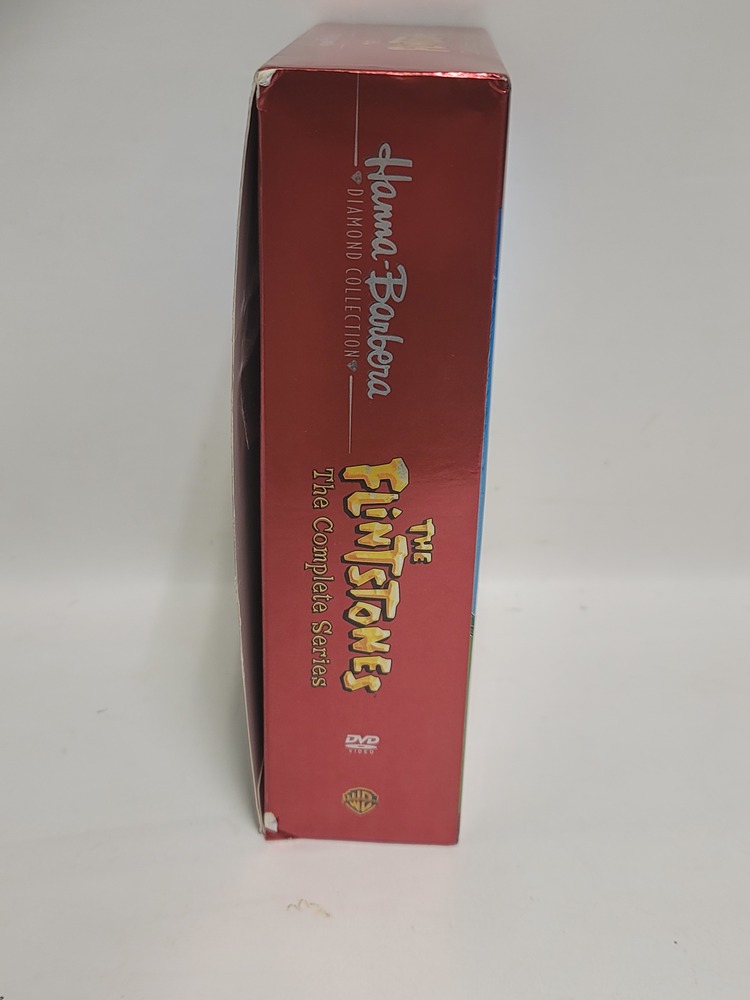 Hanna-Barbera
DIAMOND COLLECTION
THE
FLINTSTONES
The Complete Series
DVD
VIDEO
WB